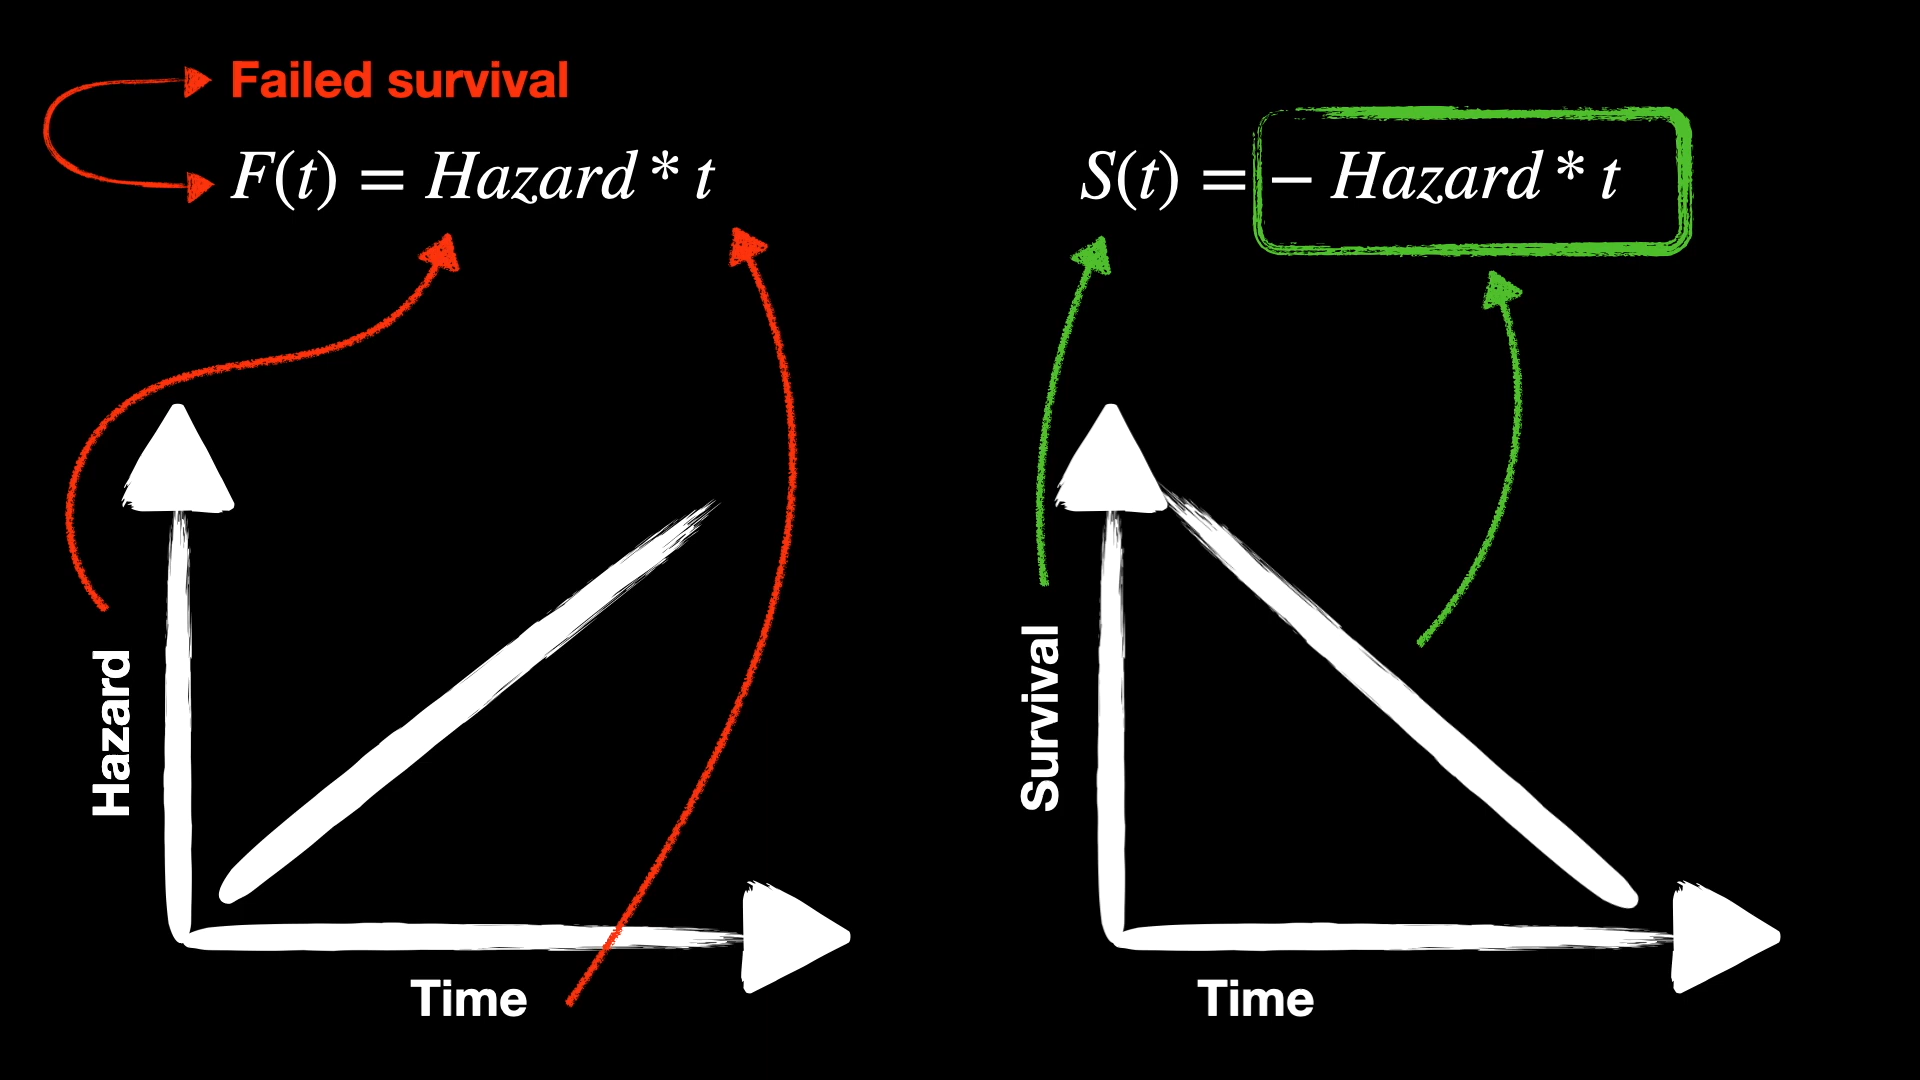 Failed survival
F(t) = Hazard * t
Hazard
Time
S(t) = − Hazard * t
Survival
Time